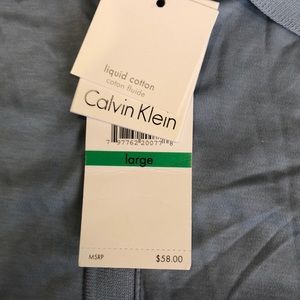 liquid cotton
coton fluide
Calvin Klein
large
MSRP $58.00